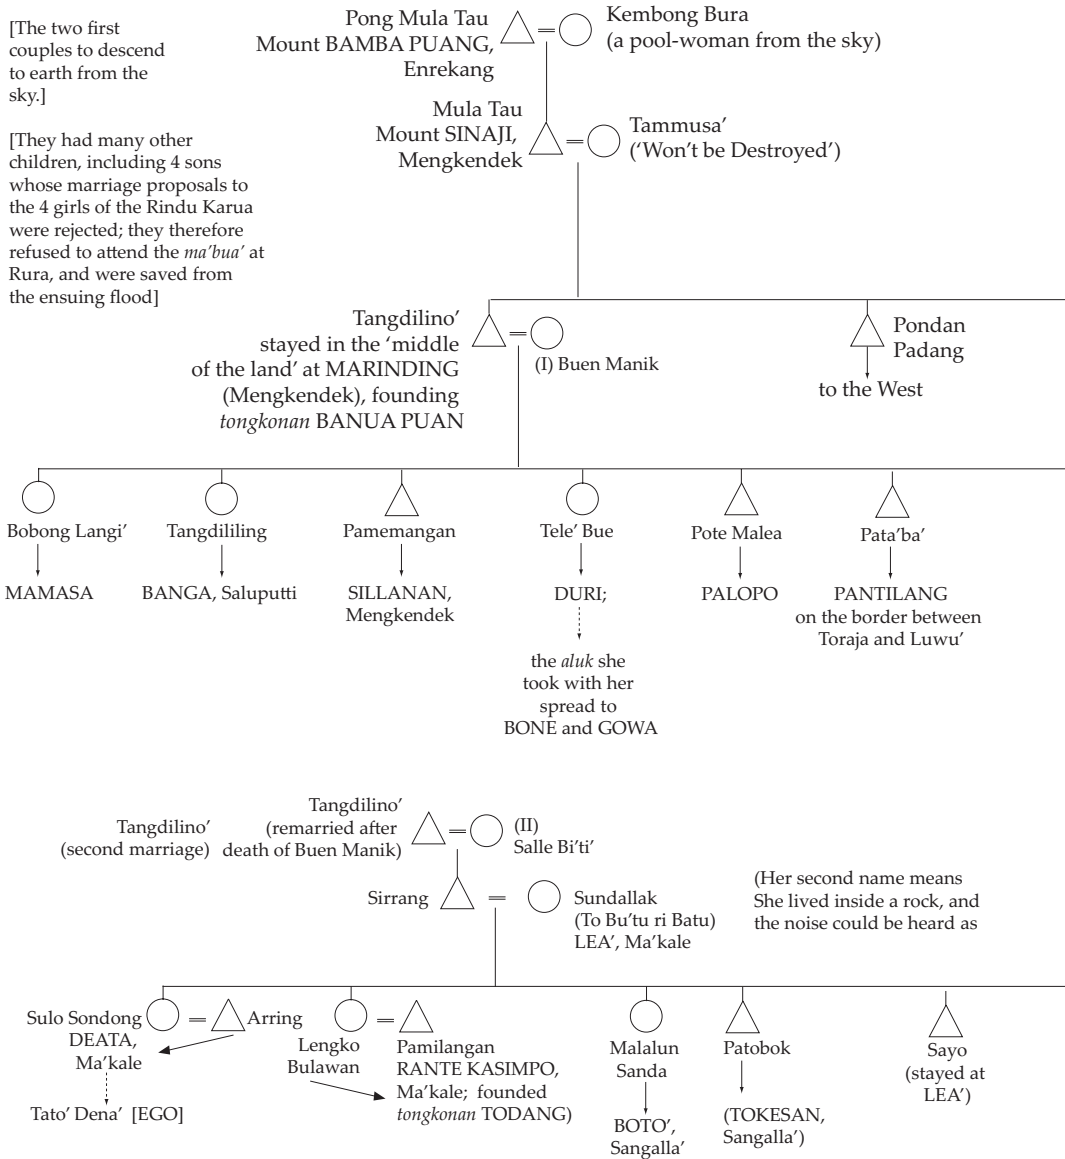 [The two first
couples to descend
to earth from the
sky.]
[They had many other
children, including 4 sons
whose marriage proposals to
the 4 girls of the Rindu Karua
were rejected; they therefore
refused to attend the ma’bua’ at
Rura, and were saved from
the ensuing flood]
Pong Mula Tau
Mount BAMBA PUANG,
Enrekang
=
Kembong Bura
(a pool-woman from the sky)
Mula Tau
Mount SINAJI,
Mengkendek
=
Tammusa’
(‘Won’t be Destroyed’)
Tangdilino’
stayed in the ‘middle
of the land’ at MARINDING
(Mengkendek), founding
tongkonan BANUA PUAN
=
(I) Buen Manik
Pondan
Padang
to the West
Bobong Langi’
MAMASA
Tangdililing
BANGA, Saluputti
Pamemangan
SILLANAN,
Mengkendek
Tele’ Bue
DURI;
the aluk she
took with her
spread to
BONE and GOWA
Pote Malea
PALOPO
Pata’ba’
PANTILANG
on the border between
Toraja and Luwu’
Tangdilino’
(second marriage)
Tangdilino’
(remarried after
death of Buen Manik)
=
(II)
Salle Bi’ti’
Sirrang
=
Sundallak
(To Bu’tu ri Batu)
LEA’, Ma’kale
(Her second name means
She lived inside a rock, and
the noise could be heard as
Sulo Sondong
DEATA,
Ma’kale
=
Arring
Tato’ Dena’ [EGO]
Lengko
Bulawan
=
Pamilangan
RANTE KASIMPO,
Ma’kale; founded
tongkonan TODANG)
Malalun
Sanda
BOTO’,
Sangalla’
Patobok
(TOKESAN,
Sangalla’)
Sayo
(stayed at
LEA’)